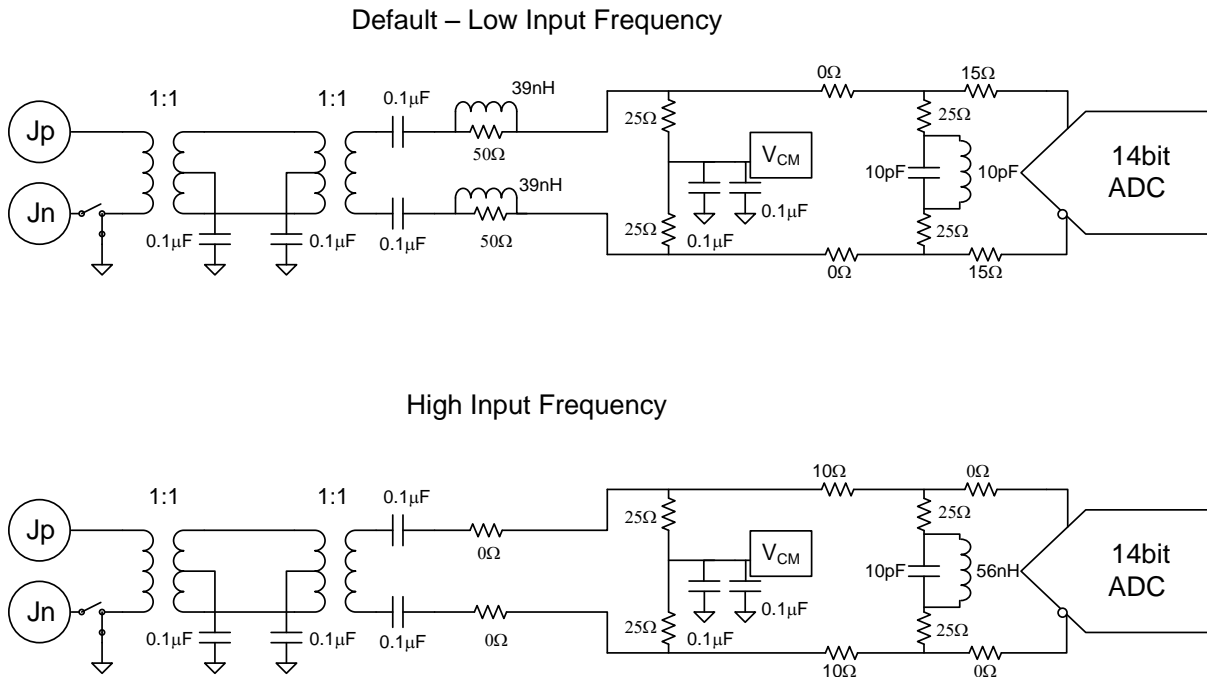 Default – Low Input Frequency
Jp
Jn
1:1
1:1
0.1μF
0.1μF
0.1μF
0.1μF
39nH
50Ω
39nH
50Ω
25Ω
25Ω
VCM
0.1μF
0.1μF
0Ω
0Ω
15Ω
25Ω
10pF
10pF
25Ω
15Ω
14bit
ADC
High Input Frequency
Jp
Jn
1:1
1:1
0.1μF
0.1μF
0.1μF
0.1μF
0Ω
0Ω
25Ω
25Ω
VCM
0.1μF
0.1μF
10Ω
10Ω
0Ω
25Ω
10pF
56nH
25Ω
0Ω
14bit
ADC